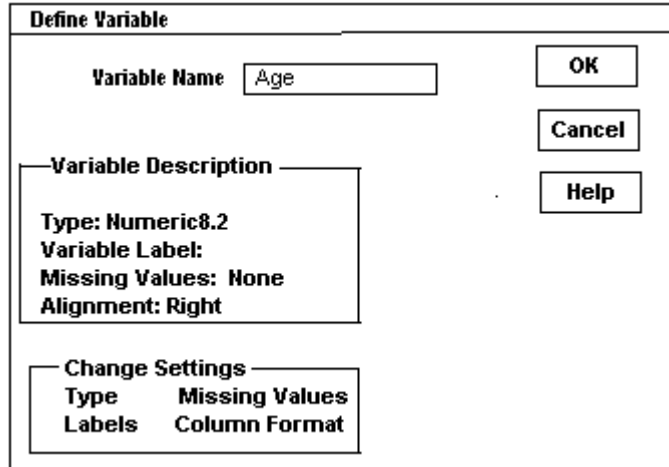 Define Variable
Variable Name Age
OK
Cancel
Help
Variable Description
Type: Numeric8.2
Variable Label:
Missing Values: None
Alignment: Right
Change Settings
Type Missing Values
Labels Column Format